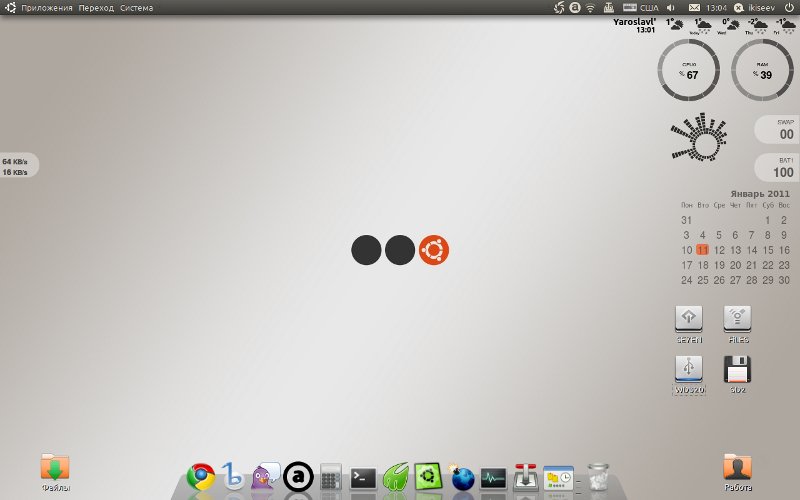 Приложения Переход Система
США 13:04 ikiseev
Yaroslavl'
13:01
1° 1° 0° -2° -1°
Today Wed Thu Fri
CPU0
% 67
RAM
% 39
64 KB/s
16 KB/s
SWAP
00
BAT1
100
Январь 2011
Пон Вто Сре Чет Пят Суб Вос
31 1 2
3 4 5 6 7 8 9
10 11 12 13 14 15 16
17 18 19 20 21 22 23
24 25 26 27 28 29 30
SE7EN FILES
WD320 SD2
Файлы Работа